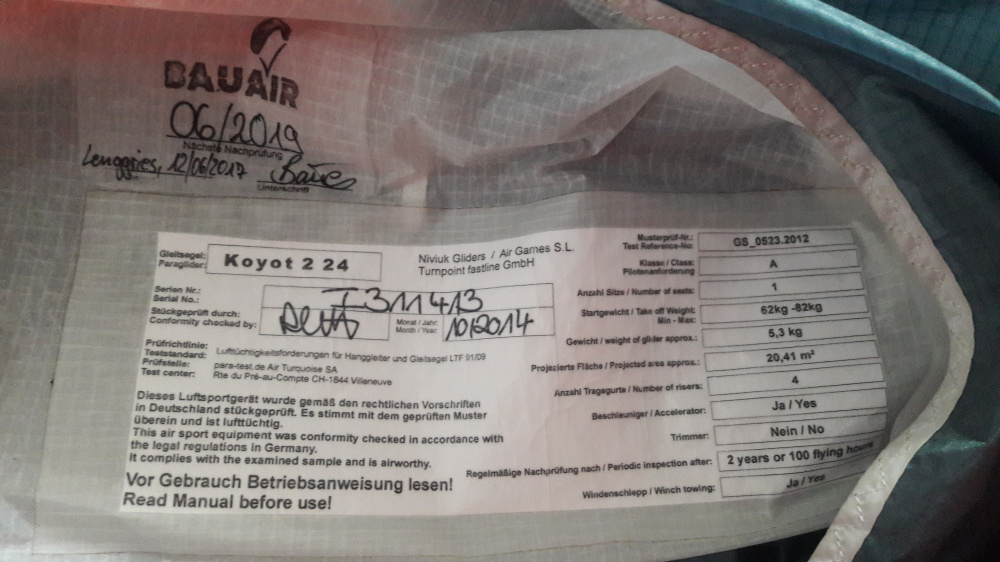 BAUAIR
06/2019
Nächste Nachprüfung
Lenggries, 12/06/2017
Unterschrift
Gleitsegel:
Paraglider:
Koyot 2 24
Niviuk Gliders / Air Games S.L.
Turnpoint fastline GmbH
Serien Nr.:
Serial No.:
I311413
Stückgeprüft durch:
Conformity checked by:
Monat / Jahr:
Month / Year:
10/2014
Prüfrichtlinie:
Teststandard:
Lufttüchtigkeitsforderungen für Hanggleiter und Gleitsegel LTF 91/09
Prüfstelle:
Test center:
para-test.de Air Turquoise SA
Rte du Pré-au-Compte CH-1844 Villeneuve
Dieses Luftsportgerät wurde gemäß den rechtlichen Vorschriften
in Deutschland stückgeprüft. Es stimmt mit dem geprüften Muster
überein und ist lufttüchtig.
This air sport equipment was conformity checked in accordance with
the legal regulations in Germany.
It complies with the examined sample and is airworthy.
Vor Gebrauch Betriebsanweisung lesen!
Read Manual before use!
Musterprüf-Nr.:
Test Reference-No:
GS_0523.2012
Klasse / Class:
Pilotenanforderung
A
Anzahl Sitze / Number of seats:
1
Startgewicht / Take off Weight:
Min - Max:
62kg -82kg
Gewicht / weight of glider approx.:
5,3 kg
Projezierte Fläche / Projected area approx.:
20,41 m²
Anzahl Tragegurte / Number of risers:
4
Beschleuniger / Accelerator:
Ja / Yes
Trimmer:
Nein / No
Regelmäßige Nachprüfung nach / Periodic inspection after:
2 years or 100 flying hours
Windenschlepp / Winch towing:
Ja / Yes